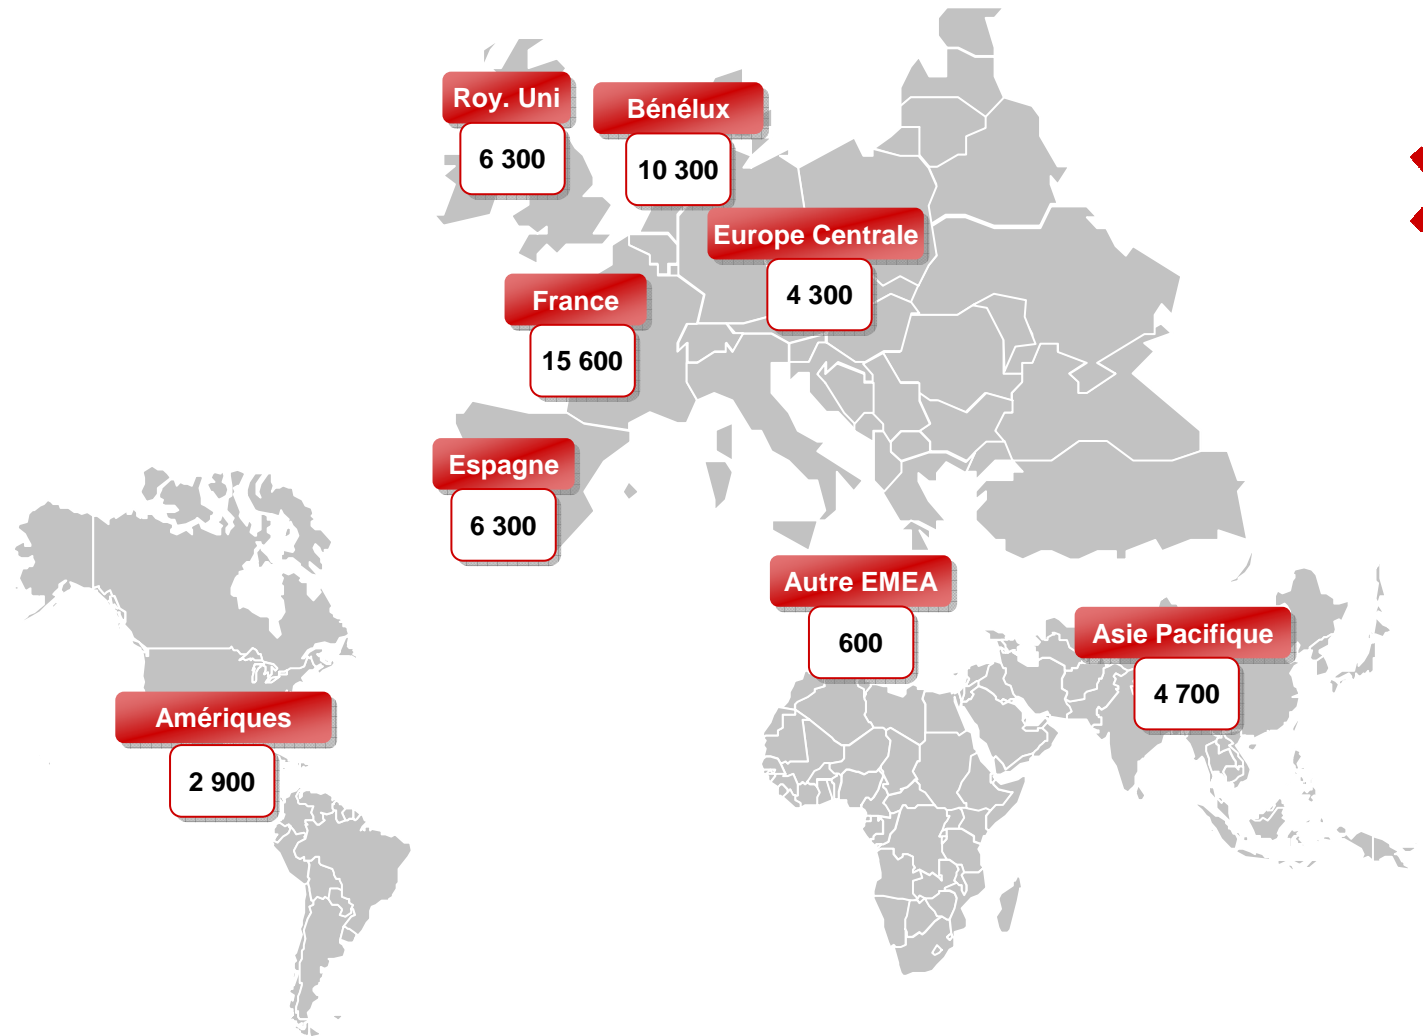 Roy. Uni
6 300
Bénélux
10 300
Europe Centrale
4 300
France
15 600
Espagne
6 300
Autre EMEA
600
Asie Pacifique
4 700
Amériques
2 900